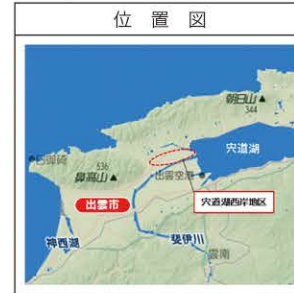 位置図
朝日山▲
344
宍道湖
日御碕
536
鼻高山▲
出雲空港
出雲市
宍道湖西岸地区
神西湖
斐伊川
雲南